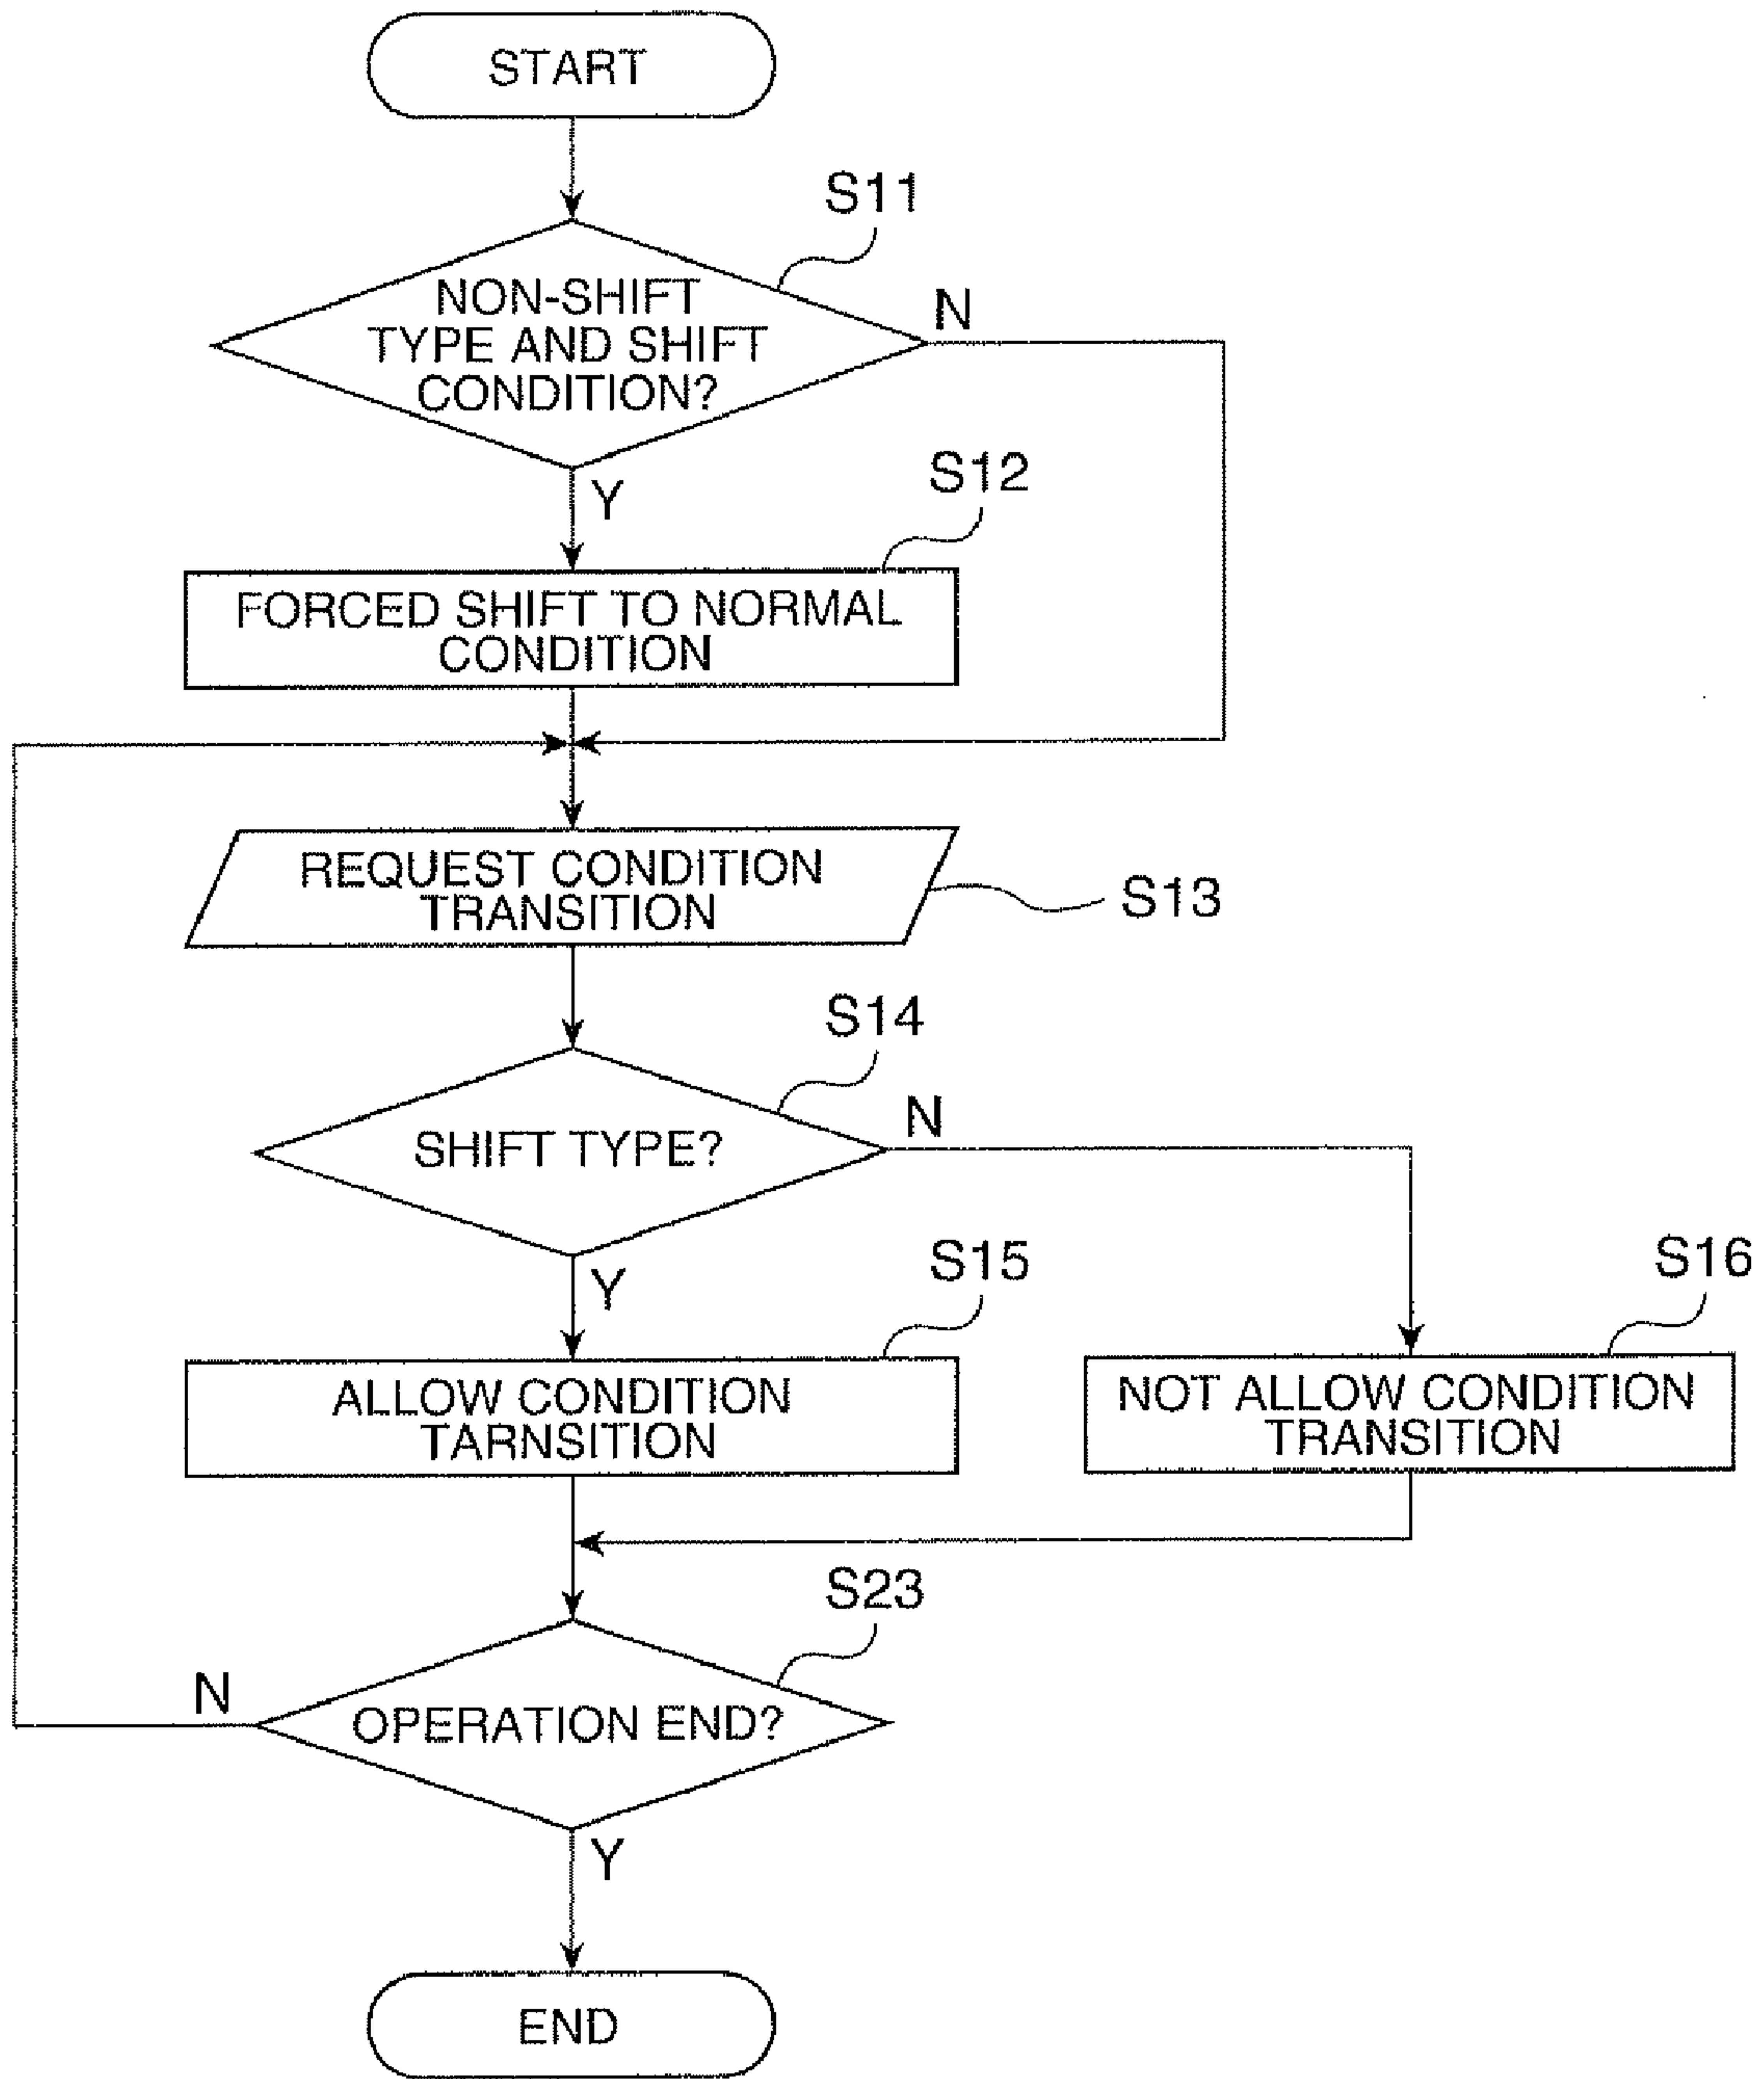 START
S11
NON-SHIFT
TYPE AND SHIFT
CONDITION?
N
Y
S12
FORCED SHIFT TO NORMAL
CONDITION
REQUEST CONDITION
TRANSITION
S13
S14
SHIFT TYPE?
N
Y
S15
ALLOW CONDITION
TARNSITION
S16
NOT ALLOW CONDITION
TRANSITION
S23
OPERATION END?
N
Y
END